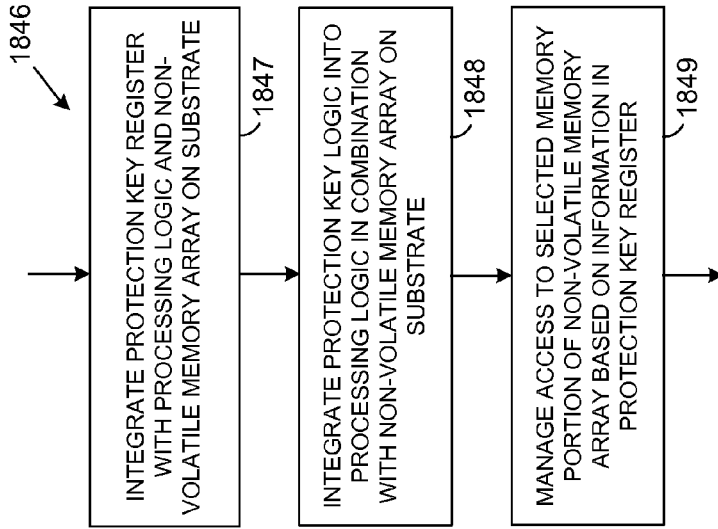 1846
INTEGRATE PROTECTION KEY REGISTER
WITH PROCESSING LOGIC AND NON-
VOLATILE MEMORY ARRAY ON SUBSTRATE
1847
INTEGRATE PROTECTION KEY LOGIC INTO
PROCESSING LOGIC IN COMBINATION
WITH NON-VOLATILE MEMORY ARRAY ON
SUBSTRATE
1848
MANAGE ACCESS TO SELECTED MEMORY
PORTION OF NON-VOLATILE MEMORY
ARRAY BASED ON INFORMATION IN
PROTECTION KEY REGISTER
1849